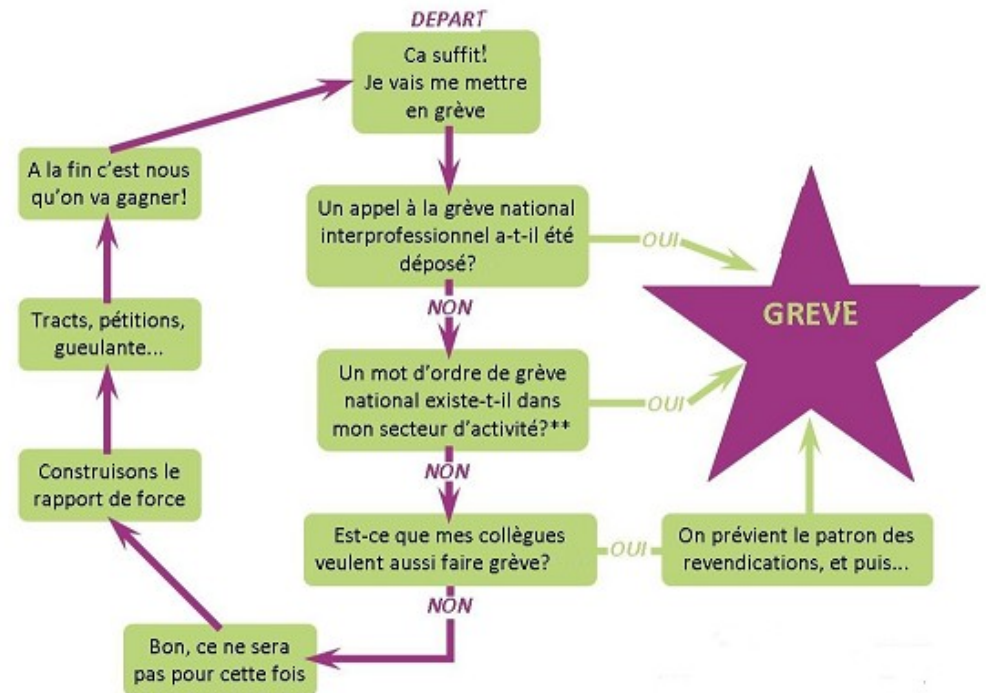 DEPART
Ca suffit!
Je vais me mettre
en grève
Un appel à la grève national
interprofessionnel a-t-il été
déposé?
OUI
GREVE
NON
Un mot d'ordre de grève
national existe-t-il dans
mon secteur d'activité?**
OUI
NON
Est-ce que mes collègues
veulent aussi faire grève?
OUI
On prévient le patron des
revendications, et puis...
NON
Bon, ce ne sera
pas pour cette fois
Construisons le
rapport de force
Tracts, pétitions,
gueulante...
A la fin c'est nous
qu'on va gagner!